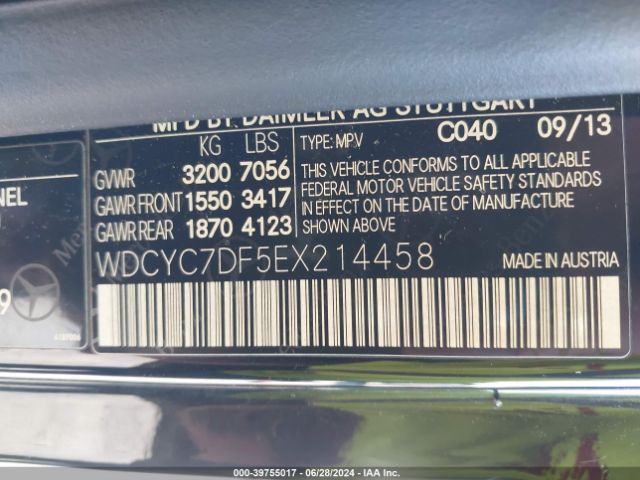 MFD BY DAIMLER AG STUTTGART
KG LBS
GVWR 3200 7056
GAWR FRONT 1550 3417
GAWR REAR 1870 4123
TYPE: MPV C040 09/13
THIS VEHICLE CONFORMS TO ALL APPLICABLE
FEDERAL MOTOR VEHICLE SAFETY STANDARDS
IN EFFECT ON THE DATE OF MANUFACTURE
SHOWN ABOVE
WDCYC7DF5EX214458 MADE IN AUSTRIA
NEL
9
000-39755017 • 06/28/2024 • IAA Inc.